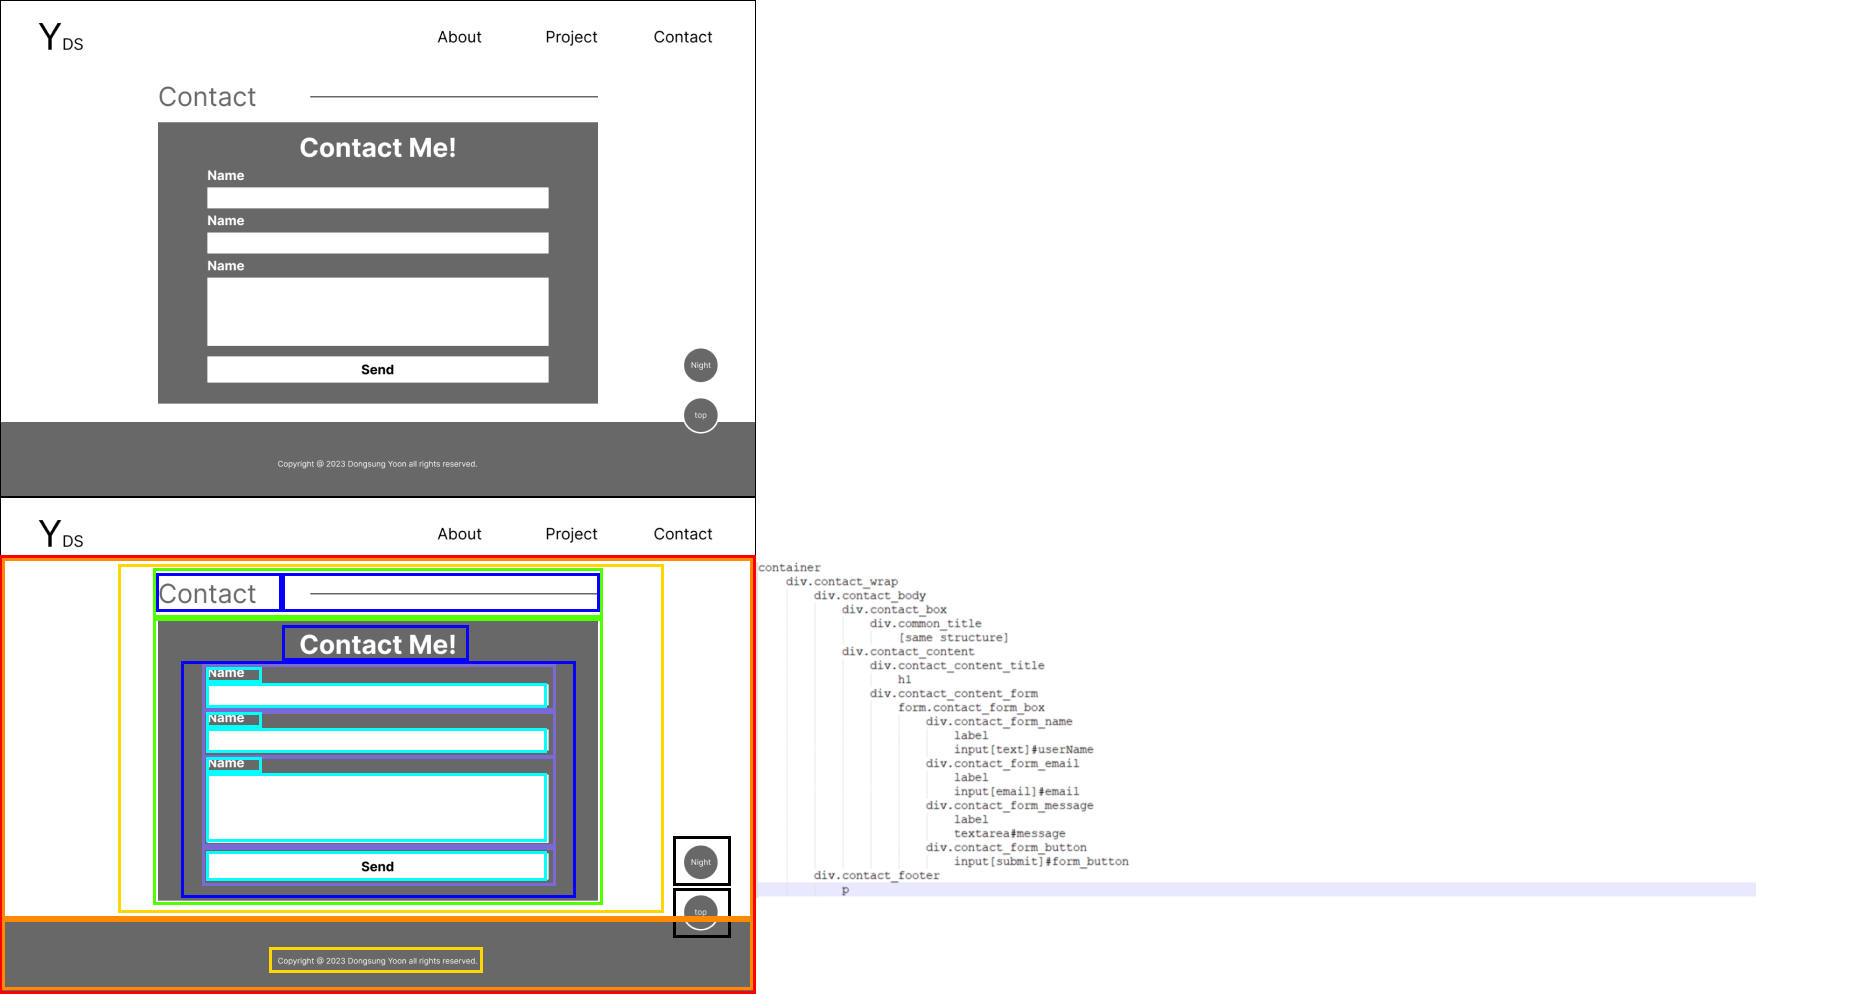 YDS
About Project Contact
Contact
Contact Me!
Name
Name
Name
Send
Night
top
Copyright @ 2023 Dongsung Yoon all rights reserved.
YDS
About Project Contact
Contact
Contact Me!
Name
Name
Name
Send
Night
top
Copyright @ 2023 Dongsung Yoon all rights reserved.
container
div.contact_wrap
div.contact_body
div.contact_box
div.common_title
[same structure]
div.contact_content
div.contact_content_title
h1
div.contact_content_form
form.contact_form_box
div.contact_form_name
label
input[text]#userName
div.contact_form_email
label
input[email]#email
div.contact_form_message
label
textarea#message
div.contact_form_button
input[submit]#form_button
div.contact_footer
p